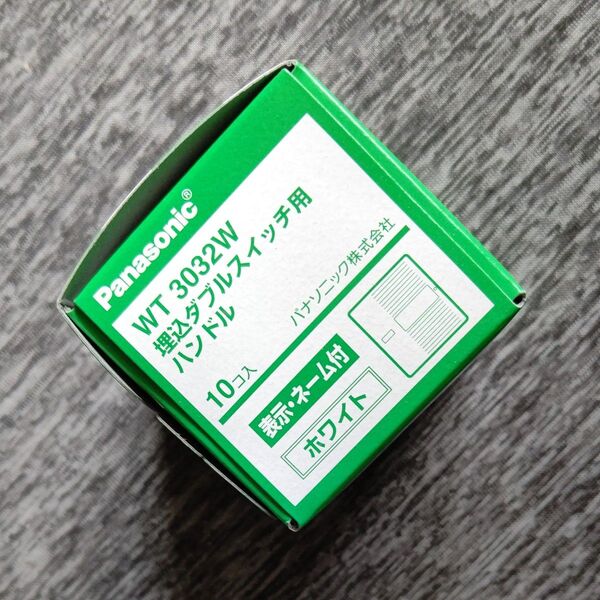 Panasonic®
WT 3032W
埋込ダブルスイッチ用
ハンドル
10コ入
パナソニック株式会社
表示・ネーム付
ホワイト